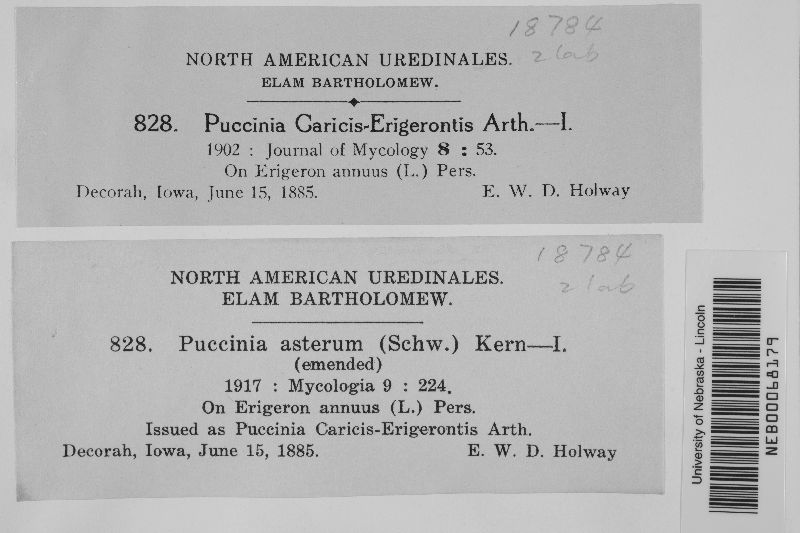 18784
2 lab
NORTH AMERICAN UREDINALES.
ELAM BARTHOLOMEW.
828. Puccinia Caricis-Erigerontis Arth.—I.
1902 : Journal of Mycology 8 : 53.
On Erigeron annuus (L.) Pers.
Decorah, Iowa, June 15, 1885. E. W. D. Holway
18784
2 lab
NORTH AMERICAN UREDINALES.
ELAM BARTHOLOMEW.
828. Puccinia asterum (Schw.) Kern—I.
(emended)
1917 : Mycologia 9 : 224.
On Erigeron annuus (L.) Pers.
Issued as Puccinia Caricis-Erigerontis Arth.
Decorah, Iowa, June 15, 1885. E. W. D. Holway
University of Nebraska - Lincoln
NEB00068179